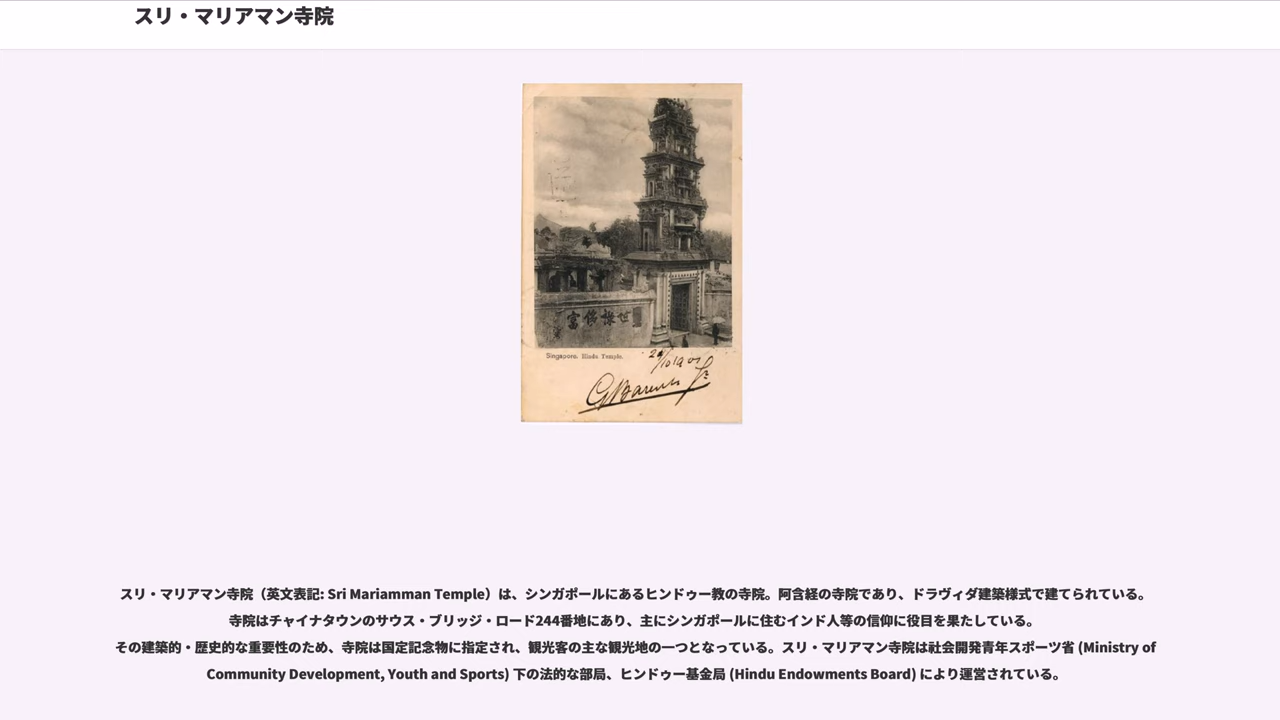 スリ・マリアマン寺院
Singapore. Hindu Temple.
スリ・マリアマン寺院（英文表記: Sri Mariamman Temple）は、シンガポールにあるヒンドゥー教の寺院。阿含経の寺院であり、ドラヴィダ建築様式で建てられている。
寺院はチャイナタウンのサウス・ブリッジ・ロード244番地にあり、主にシンガポールに住むインド人等の信仰に役目を果たしている。
その建築的・歴史的な重要性のため、寺院は国定記念物に指定され、観光客の主な観光地の一つとなっている。スリ・マリアマン寺院は社会開発青年スポーツ省 (Ministry of
Community Development, Youth and Sports) 下の法的な部局、ヒンドゥー基金局 (Hindu Endowments Board) により運営されている。